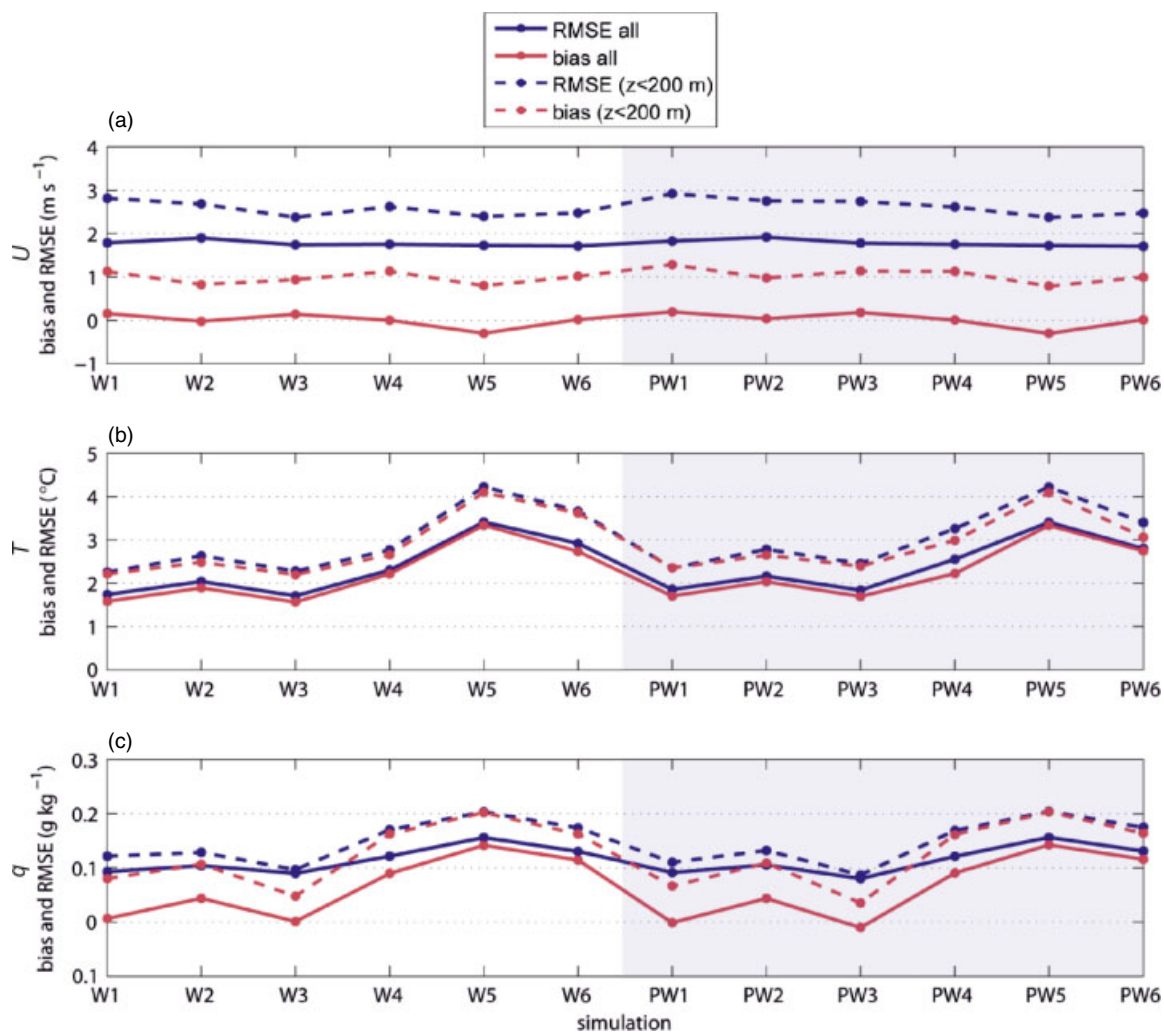 RMSE all
bias all
RMSE (z<200 m)
bias (z<200 m)
(a)
U
bias and RMSE (m s⁻¹)
4
3
2
1
0
−1
W1 W2 W3 W4 W5 W6 PW1 PW2 PW3 PW4 PW5 PW6
(b)
T
bias and RMSE (°C)
5
4
3
2
1
0
W1 W2 W3 W4 W5 W6 PW1 PW2 PW3 PW4 PW5 PW6
(c)
q
bias and RMSE (g kg⁻¹)
0.3
0.2
0.1
0
0.1
W1 W2 W3 W4 W5 W6 PW1 PW2 PW3 PW4 PW5 PW6
simulation